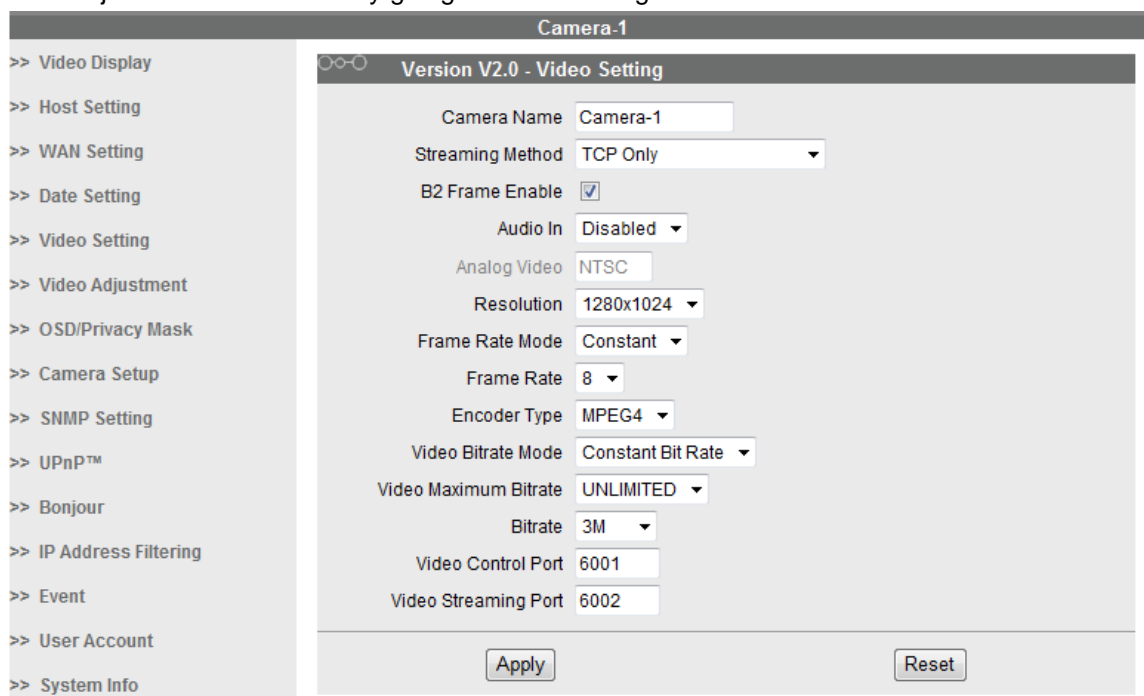 Camera-1
>> Video Display
>> Host Setting
>> WAN Setting
>> Date Setting
>> Video Setting
>> Video Adjustment
>> OSD/Privacy Mask
>> Camera Setup
>> SNMP Setting
>> UPnP™
>> Bonjour
>> IP Address Filtering
>> Event
>> User Account
>> System Info
Version V2.0 - Video Setting
Camera Name Camera-1
Streaming Method TCP Only
B2 Frame Enable
Audio In Disabled
Analog Video NTSC
Resolution 1280x1024
Frame Rate Mode Constant
Frame Rate 8
Encoder Type MPEG4
Video Bitrate Mode Constant Bit Rate
Video Maximum Bitrate UNLIMITED
Bitrate 3M
Video Control Port 6001
Video Streaming Port 6002
Apply Reset